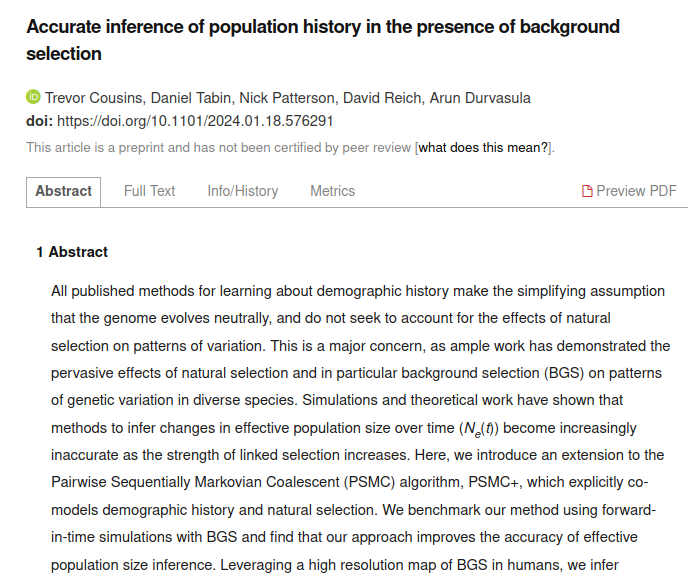 Accurate inference of population history in the presence of background
selection
iD Trevor Cousins, Daniel Tabin, Nick Patterson, David Reich, Arun Durvasula
doi: https://doi.org/10.1101/2024.01.18.576291
This article is a preprint and has not been certified by peer review [what does this mean?].
Abstract Full Text Info/History Metrics Preview PDF
1 Abstract
All published methods for learning about demographic history make the simplifying assumption
that the genome evolves neutrally, and do not seek to account for the effects of natural
selection on patterns of variation. This is a major concern, as ample work has demonstrated the
pervasive effects of natural selection and in particular background selection (BGS) on patterns
of genetic variation in diverse species. Simulations and theoretical work have shown that
methods to infer changes in effective population size over time (Ne(t)) become increasingly
inaccurate as the strength of linked selection increases. Here, we introduce an extension to the
Pairwise Sequentially Markovian Coalescent (PSMC) algorithm, PSMC+, which explicitly co-
models demographic history and natural selection. We benchmark our method using forward-
in-time simulations with BGS and find that our approach improves the accuracy of effective
population size inference. Leveraging a high resolution map of BGS in humans, we infer